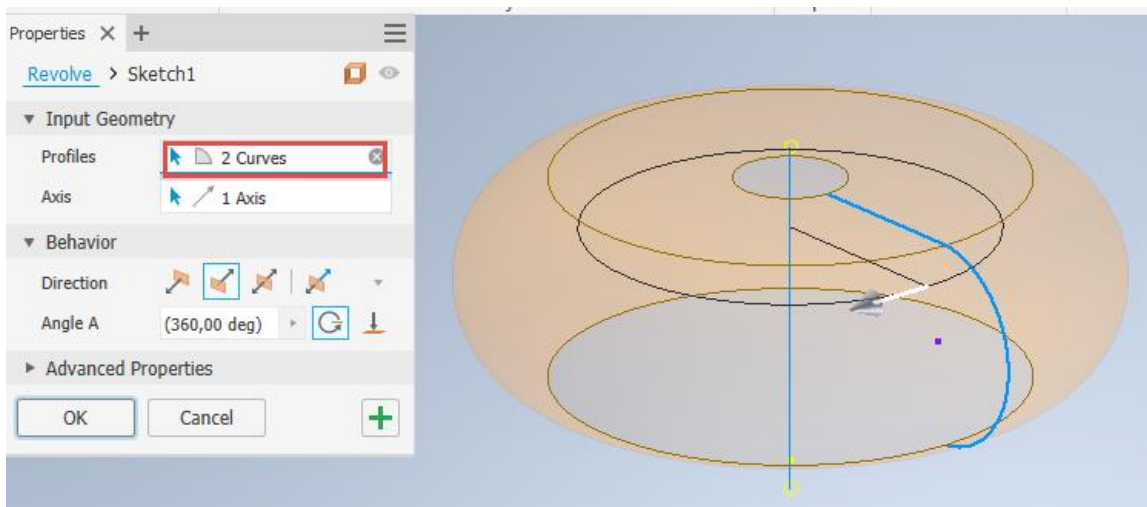 Properties
Revolve > Sketch1
Input Geometry
Profiles 2 Curves
Axis 1 Axis
Behavior
Direction
Angle A (360,00 deg)
Advanced Properties
OK Cancel